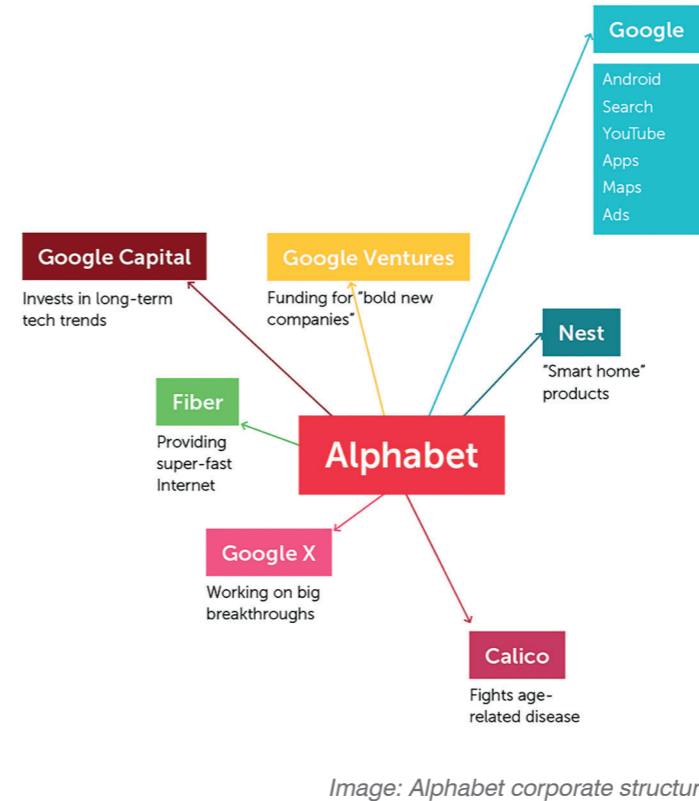 Google
Android
Search
YouTube
Apps
Maps
Ads
Google Capital
Invests in long-term
tech trends
Google Ventures
Funding for “bold new
companies”
Nest
“Smart home”
products
Fiber
Providing
super-fast
Internet
Alphabet
Google X
Working on big
breakthroughs
Calico
Fights age-
related disease
Image: Alphabet corporate structur